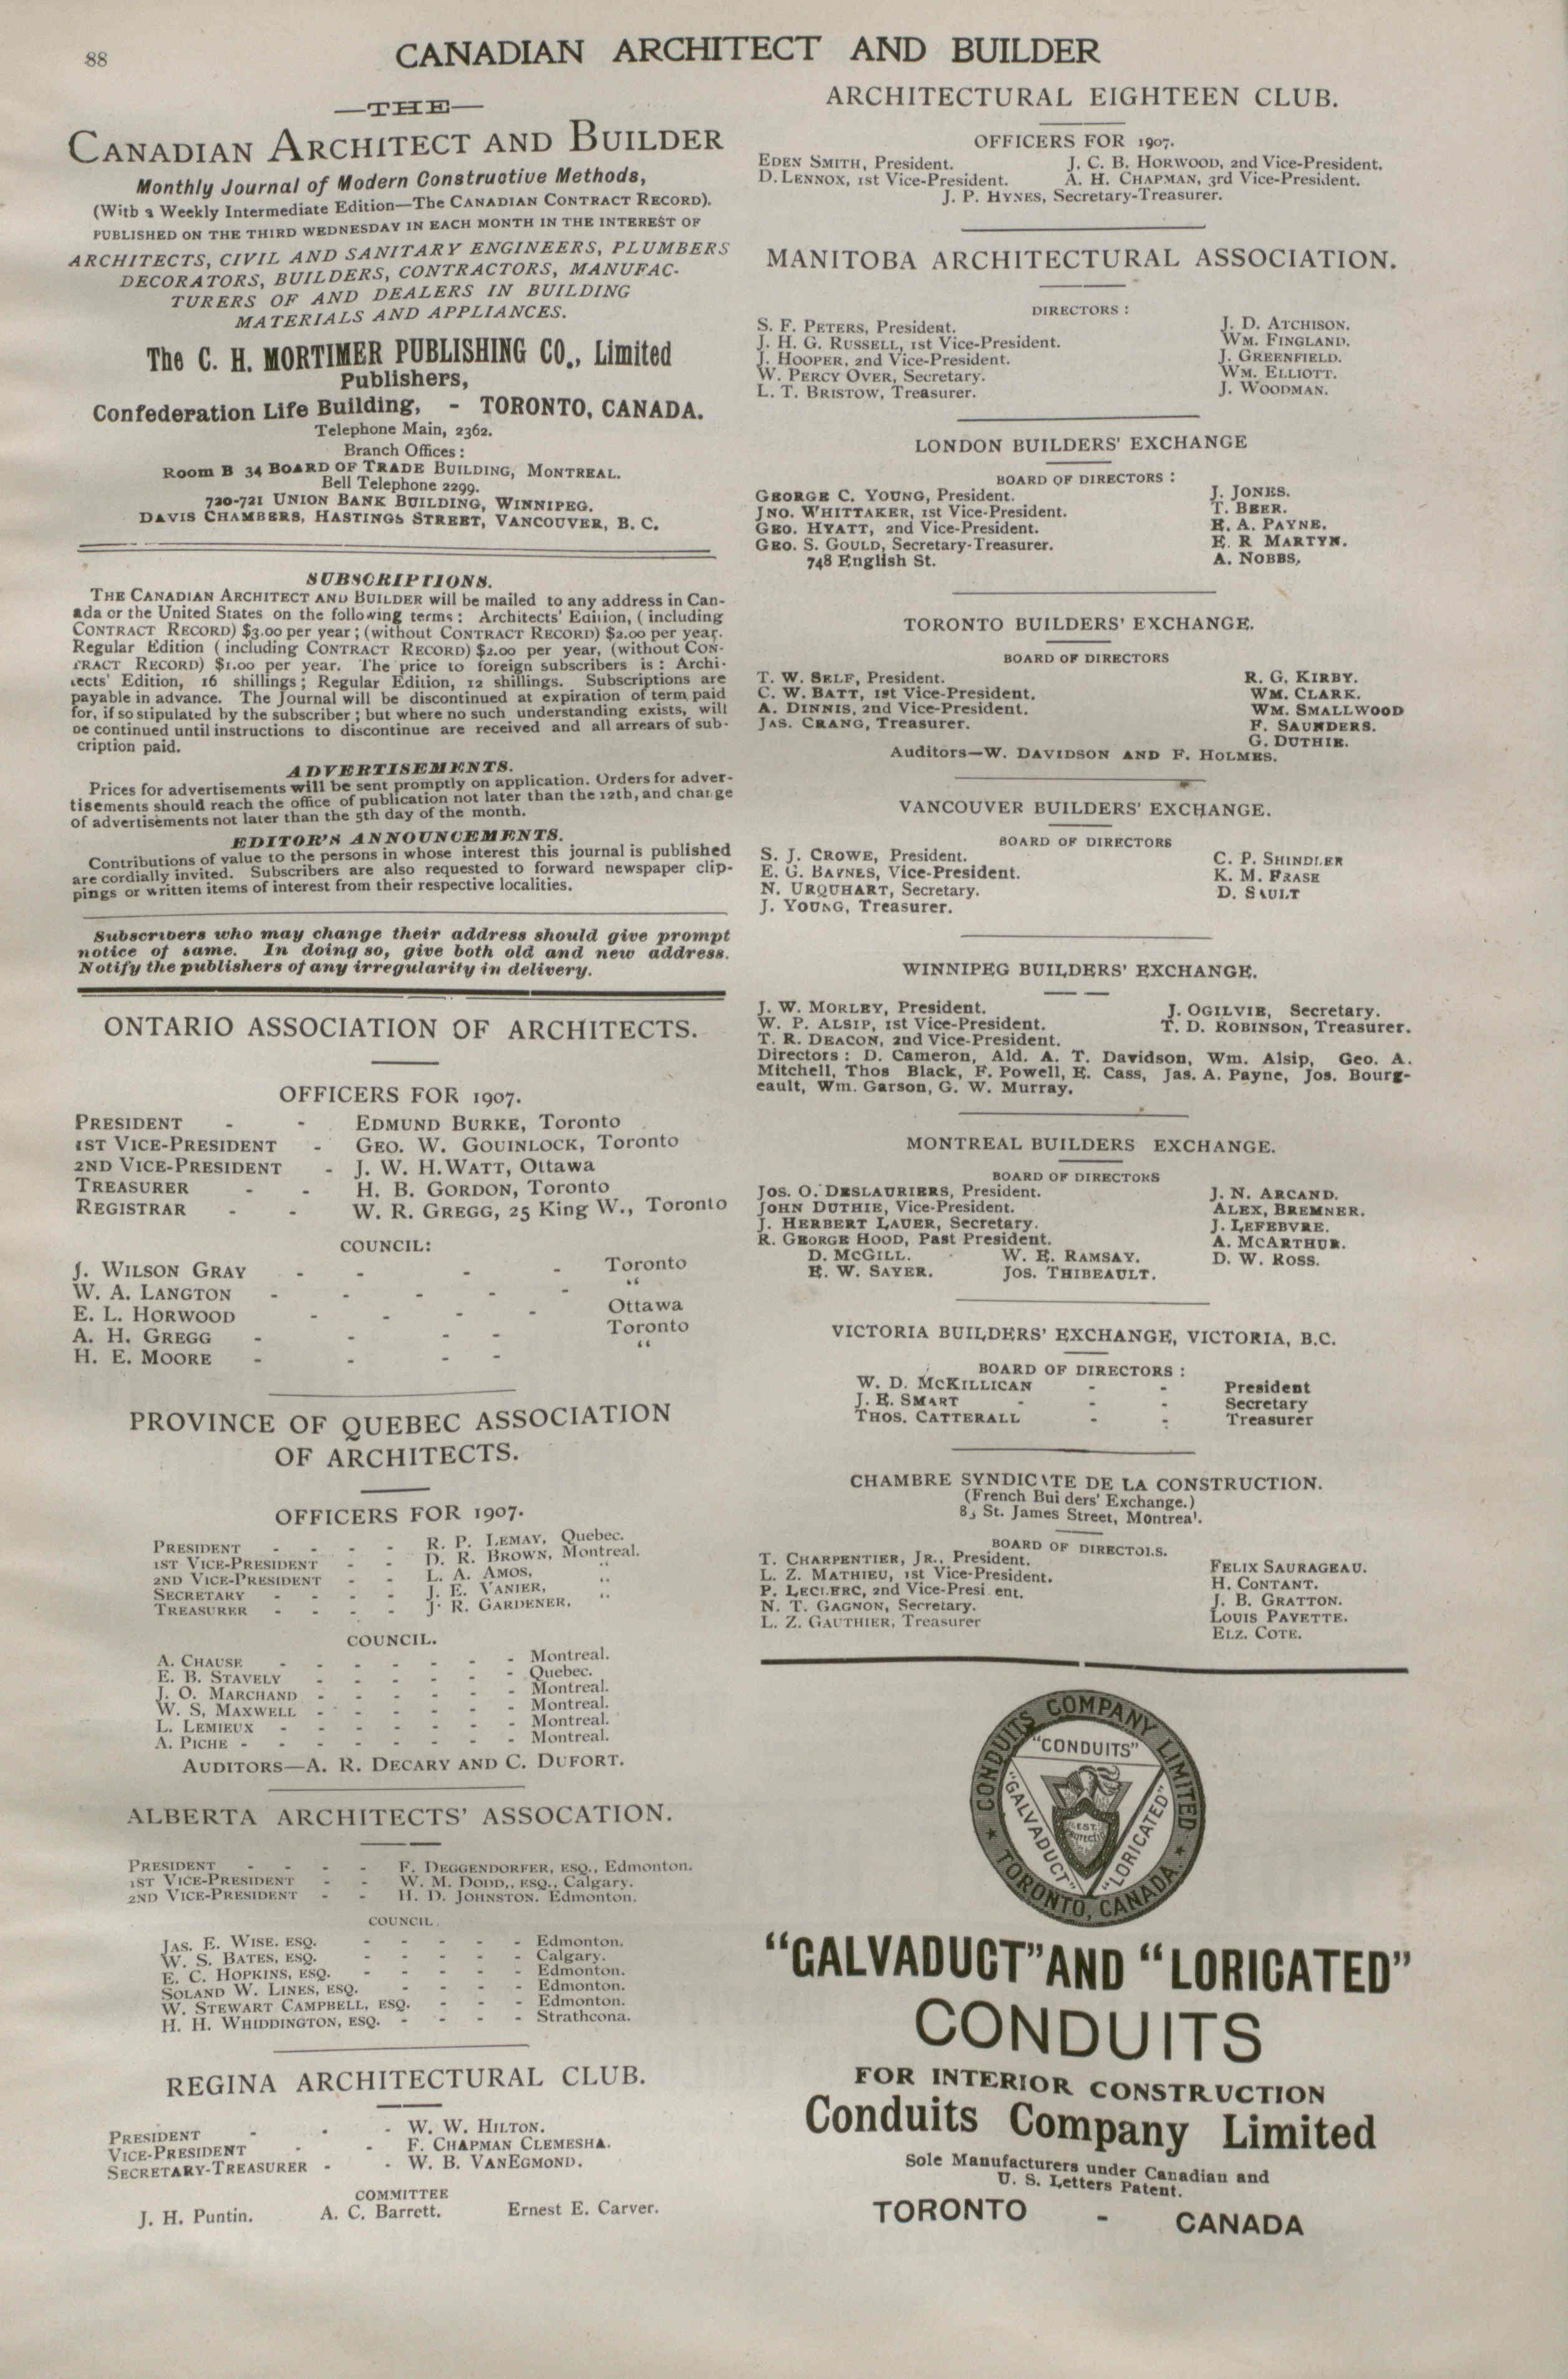 88
CANADIAN ARCHITECT AND BUILDER
—THE—
CANADIAN ARCHITECT AND BUILDER
Monthly Journal of Modern Constructive Methods,
(With a Weekly Intermediate Edition—The CANADIAN CONTRACT RECORD).
PUBLISHED ON THE THIRD WEDNESDAY IN EACH MONTH IN THE INTEREST OF
ARCHITECTS, CIVIL AND SANITARY ENGINEERS, PLUMBERS
DECORATORS, BUILDERS, CONTRACTORS, MANUFAC-
TURERS OF AND DEALERS IN BUILDING
MATERIALS AND APPLIANCES.
The C. H. MORTIMER PUBLISHING CO., Limited
Publishers,
Confederation Life Building, - TORONTO, CANADA.
Telephone Main, 2362.
Branch Offices :
Room B 34 BOARD OF TRADE BUILDING, MONTREAL.
Bell Telephone 2299.
720-721 UNION BANK BUILDING, WINNIPEG.
DAVIS CHAMBERS, HASTINGS STREET, VANCOUVER, B. C.
SUBSCRIPTIONS.
THE CANADIAN ARCHITECT AND BUILDER will be mailed to any address in Can-
ada or the United States on the following terms : Architects' Edition, ( including
CONTRACT RECORD) $3.00 per year ; (without CONTRACT RECORD) $2.00 per year.
Regular Edition ( including CONTRACT RECORD) $2.00 per year, (without CON-
TRACT RECORD) $1.00 per year. The price to foreign subscribers is : Archi-
tects' Edition, 16 shillings ; Regular Edition, 12 shillings. Subscriptions are
payable in advance. The Journal will be discontinued at expiration of term paid
for, if so stipulated by the subscriber ; but where no such understanding exists, will
be continued until instructions to discontinue are received and all arrears of sub-
cription paid.
ADVERTISEMENTS.
Prices for advertisements will be sent promptly on application. Orders for adver-
tisements should reach the office of publication not later than the 12th, and change
of advertisements not later than the 5th day of the month.
EDITOR'S ANNOUNCEMENTS.
Contributions of value to the persons in whose interest this journal is published
are cordially invited. Subscribers are also requested to forward newspaper clip-
pings or written items of interest from their respective localities.
Subscribers who may change their address should give prompt
notice of same. In doing so, give both old and new address.
Notify the publishers of any irregularity in delivery.
ONTARIO ASSOCIATION OF ARCHITECTS.
OFFICERS FOR 1907.
PRESIDENT - - EDMUND BURKE, Toronto
1ST VICE-PRESIDENT - GEO. W. GOUINLOCK, Toronto
2ND VICE-PRESIDENT - J. W. H. WATT, Ottawa
TREASURER - - H. B. GORDON, Toronto
REGISTRAR - - W. R. GREGG, 25 King W., Toronto
COUNCIL:
J. WILSON GRAY - - - - Toronto
W. A. LANGTON - - - - - "
E. L. HORWOOD - - - - Ottawa
A. H. GREGG - - - - Toronto
H. E. MOORE - - - - "
PROVINCE OF QUEBEC ASSOCIATION
OF ARCHITECTS.
OFFICERS FOR 1907.
PRESIDENT - - - - R. P. LEMAY, Quebec.
1ST VICE-PRESIDENT - - D. R. BROWN, Montreal.
2ND VICE-PRESIDENT - - L. A. AMOS, "
SECRETARY - - - - J. E. VANIER, "
TREASURER - - - - J. R. GARDENER, "
COUNCIL.
A. CHAUSE - - - - - - - Montreal.
E. B. STAVELY - - - - - - Quebec.
J. O. MARCHAND - - - - - - Montreal.
W. S, MAXWELL - - - - - - Montreal.
L. LEMIEUX - - - - - - - Montreal.
A. PICHE - - - - - - - - Montreal.
AUDITORS—A. R. DECARY AND C. DUFORT.
ALBERTA ARCHITECTS' ASSOCATION.
PRESIDENT - - - - F. DEGGENDORFER, ESQ., Edmonton.
1ST VICE-PRESIDENT - - W. M. DODD,, ESQ., Calgary.
2ND VICE-PRESIDENT - - H. D. JOHNSTON. Edmonton.
COUNCIL.
JAS. E. WISE. ESQ. - - - - - Edmonton.
W. S. BATES, ESQ. - - - - - Calgary.
E. C. HOPKINS, ESQ. - - - - - Edmonton.
SOLAND W. LINES, ESQ. - - - - Edmonton.
W. STEWART CAMPBELL, ESQ. - - - Edmonton.
H. H. WHIDDINGTON, ESQ. - - - - Strathcona.
REGINA ARCHITECTURAL CLUB.
PRESIDENT - - - W. W. HILTON.
VICE-PRESIDENT - - F. CHAPMAN CLEMESHA.
SECRETARY-TREASURER - - W. B. VANEGMOND.
COMMITTEE
J. H. Puntin. A. C. Barrett. Ernest E. Carver.
ARCHITECTURAL EIGHTEEN CLUB.
OFFICERS FOR 1907.
EDEN SMITH, President. J. C. B. HORWOOD, 2nd Vice-President.
D. LENNOX, 1st Vice-President. A. H. CHAPMAN, 3rd Vice-President.
J. P. HYNES, Secretary-Treasurer.
MANITOBA ARCHITECTURAL ASSOCIATION.
DIRECTORS :
S. F. PETERS, President. J. D. ATCHISON.
J. H. G. RUSSELL, 1st Vice-President. WM. FINGLAND.
J. HOOPER, 2nd Vice-President. J. GREENFIELD.
W. PERCY OVER, Secretary. WM. ELLIOTT.
L. T. BRISTOW, Treasurer. J. WOODMAN.
LONDON BUILDERS' EXCHANGE
BOARD OF DIRECTORS :
GEORGE C. YOUNG, President. J. JONES.
JNO. WHITTAKER, 1st Vice-President. T. BEER.
GEO. HYATT, 2nd Vice-President. E. A. PAYNE.
GEO. S. GOULD, Secretary-Treasurer. E. R MARTYN.
748 English St. A. NOBBS,
TORONTO BUILDERS' EXCHANGE.
BOARD OF DIRECTORS
T. W. SELF, President. R. G. KIRBY.
C. W. BATT, 1st Vice-President. WM. CLARK.
A. DINNIS, 2nd Vice-President. WM. SMALLWOOD
JAS. CRANG, Treasurer. F. SAUNDERS.
G. DUTHIE.
Auditors—W. DAVIDSON AND F. HOLMES.
VANCOUVER BUILDERS' EXCHANGE.
BOARD OF DIRECTORS
S. J. CROWE, President. C. P. SHINDLER
E. G. BAYNES, Vice-President. K. M. FRASE
N. URQUHART, Secretary. D. SAULT
J. YOUNG, Treasurer.
WINNIPEG BUILDERS' EXCHANGE.
J. W. MORLEY, President. J. OGILVIE, Secretary.
W. P. ALSIP, 1st Vice-President. T. D. ROBINSON, Treasurer.
T. R. DEACON, 2nd Vice-President.
Directors : D. Cameron, Ald. A. T. Davidson, Wm. Alsip, Geo. A.
Mitchell, Thos Black, F. Powell, E. Cass, Jas. A. Payne, Jos. Bourg-
eault, Wm. Garson, G. W. Murray.
MONTREAL BUILDERS EXCHANGE.
BOARD OF DIRECTORS
JOS. O. DESLAURIERS, President. J. N. ARCAND.
JOHN DUTHIE, Vice-President. ALEX, BREMNER.
J. HERBERT LAUER, Secretary. J. LEFEBVRE.
R. GEORGE HOOD, Past President. A. MCARTHUR.
D. MCGILL. W. E. RAMSAY. D. W. ROSS.
E. W. SAYER. JOS. THIBEAULT.
VICTORIA BUILDERS' EXCHANGE, VICTORIA, B.C.
BOARD OF DIRECTORS :
W. D. MCKILLICAN - - President
J. E. SMART - - - Secretary
THOS. CATTERALL - - Treasurer
CHAMBRE SYNDICATE DE LA CONSTRUCTION.
(French Bui ders' Exchange.)
St. James Street, Montreal.
BOARD OF DIRECTORS.
T. CHARPENTIER, JR., President. FELIX SAURAGEAU.
L. Z. MATHIEU, 1st Vice-President. H. CONTANT.
P. LECLERC, 2nd Vice-Presi ent. J. B. GRATTON.
N. T. GAGNON, Secretary. LOUIS PAYETTE.
L. Z. GAUTHIER, Treasurer ELZ. COTE.
CONDUITS COMPANY LIMITED
"CONDUITS"
"GALVADUCT" "LORICATED"
TORONTO, CANADA.
"GALVADUCT" AND "LORICATED"
CONDUITS
FOR INTERIOR CONSTRUCTION
Conduits Company Limited
Sole Manufacturers under Canadian and
U. S. Letters Patent.
TORONTO - CANADA